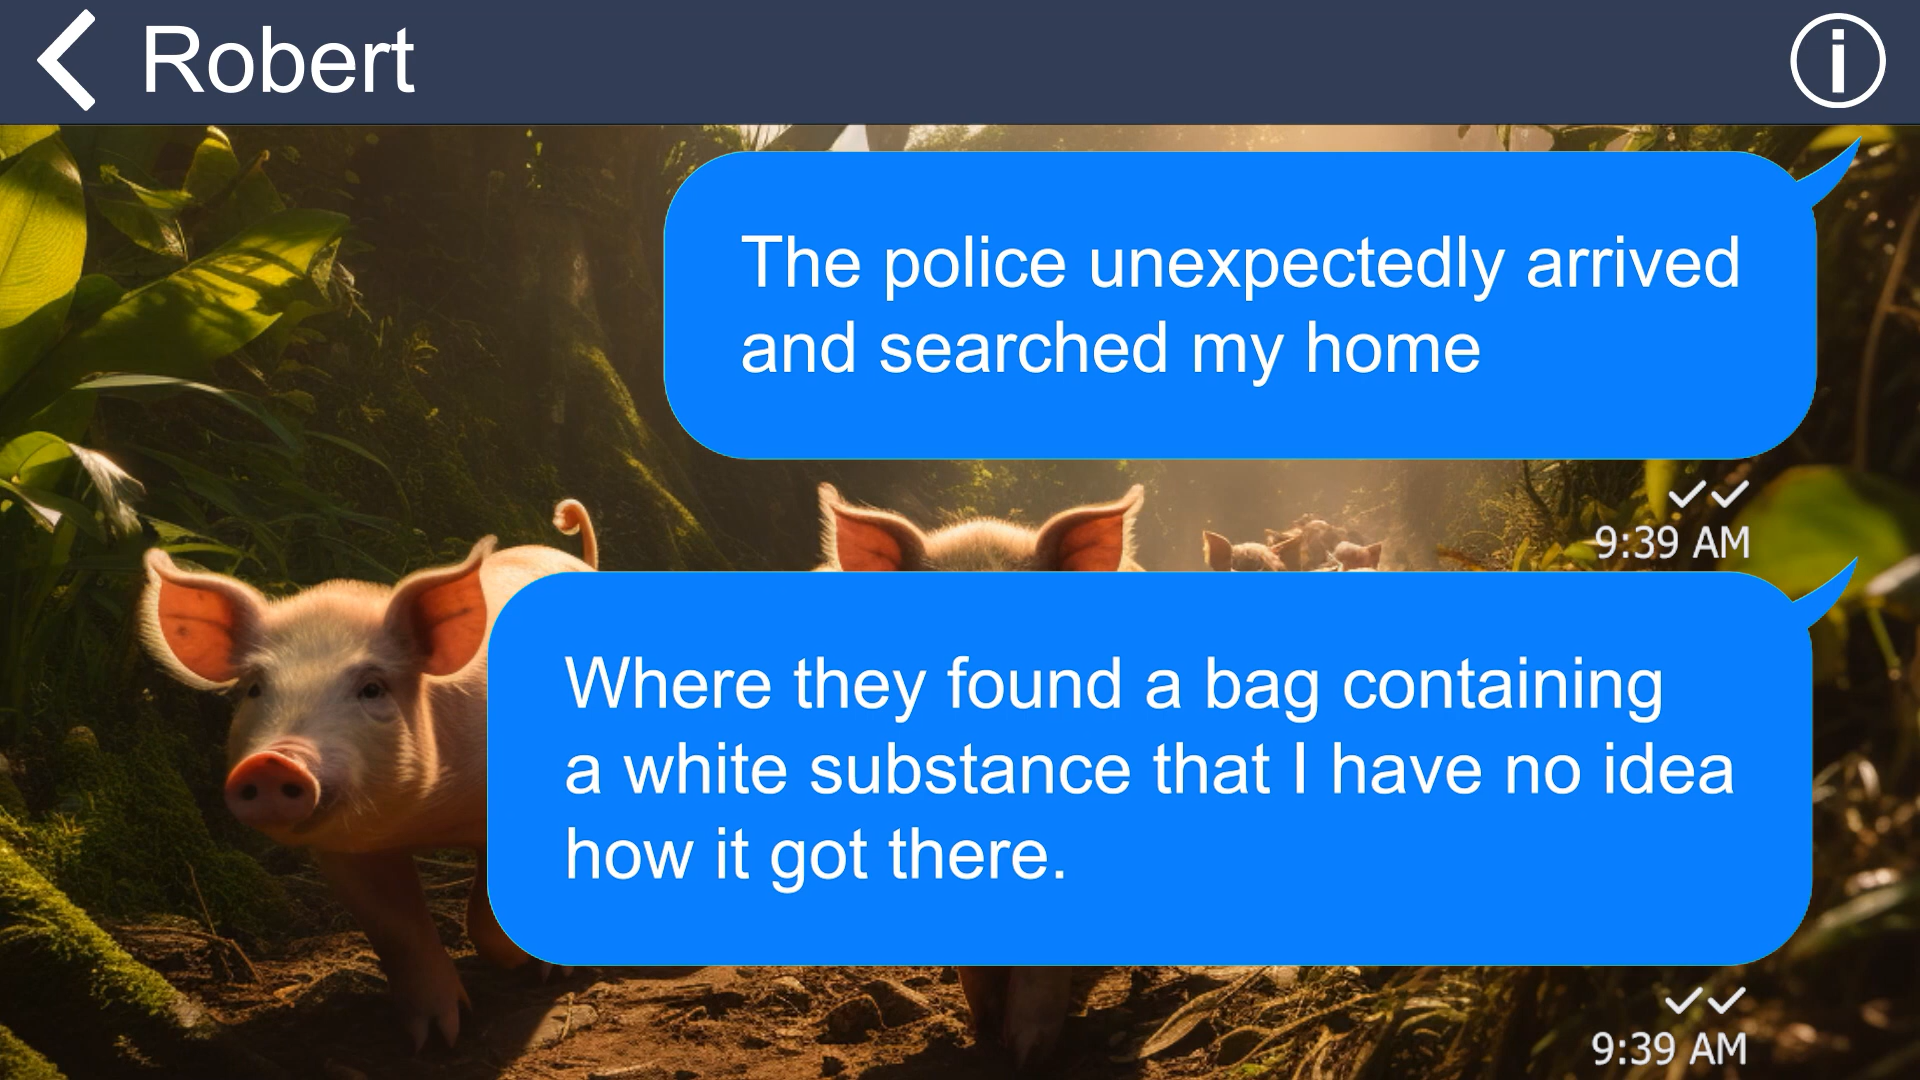 Robert
The police unexpectedly arrived
and searched my home
9:39 AM
Where they found a bag containing
a white substance that I have no idea
how it got there.
9:39 AM